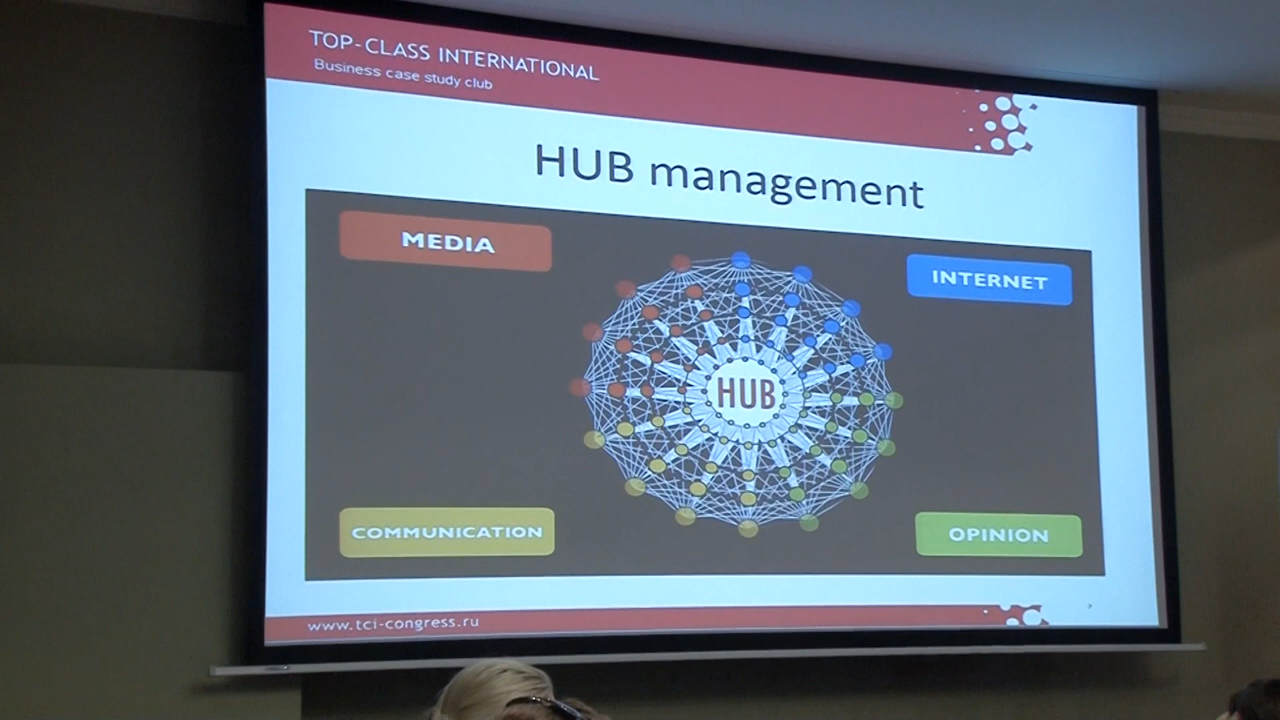 TOP-CLASS INTERNATIONAL
Business case study club
HUB management
MEDIA
INTERNET
HUB
COMMUNICATION
OPINION
www.tci-congress.ru